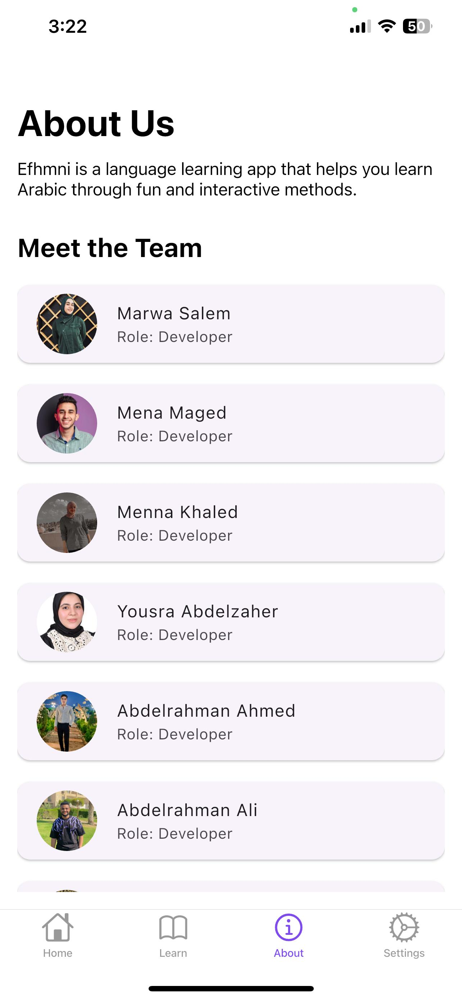 3:22
50
About Us
Efhmni is a language learning app that helps you learn
Arabic through fun and interactive methods.
Meet the Team
Marwa Salem
Role: Developer
Mena Maged
Role: Developer
Menna Khaled
Role: Developer
Yousra Abdelzaher
Role: Developer
Abdelrahman Ahmed
Role: Developer
Abdelrahman Ali
Role: Developer
Home
Learn
About
Settings